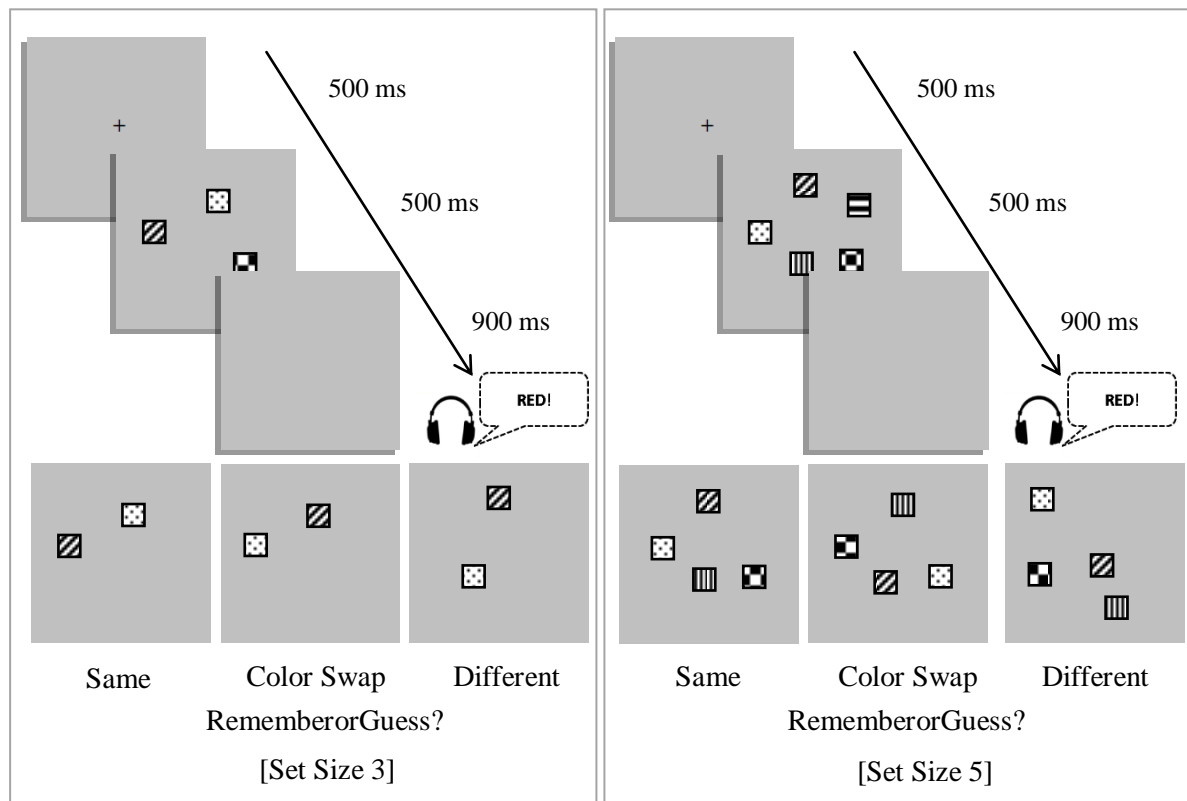 +
500 ms
500 ms
900 ms
RED!
Same
Color Swap
Different
RememberorGuess?
[Set Size 3]
+
500 ms
500 ms
900 ms
RED!
Same
Color Swap
Different
RememberorGuess?
[Set Size 5]